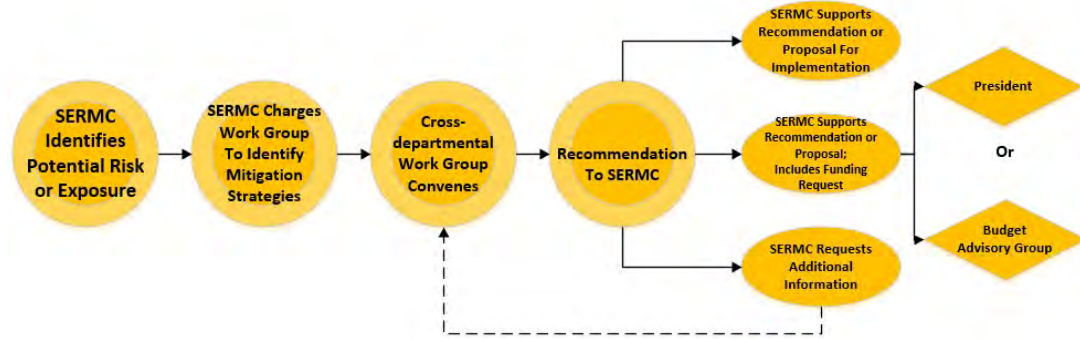 SERMC
Identifies
Potential Risk
or Exposure
SERMC Charges
Work Group
To Identify
Mitigation
Strategies
Cross-
departmental
Work Group
Convenes
Recommendation
To SERMC
SERMC Supports
Recommendation or
Proposal For
Implementation
SERMC Supports
Recommendation or
Proposal;
Includes Funding
Request
SERMC Requests
Additional
Information
President
Or
Budget
Advisory Group